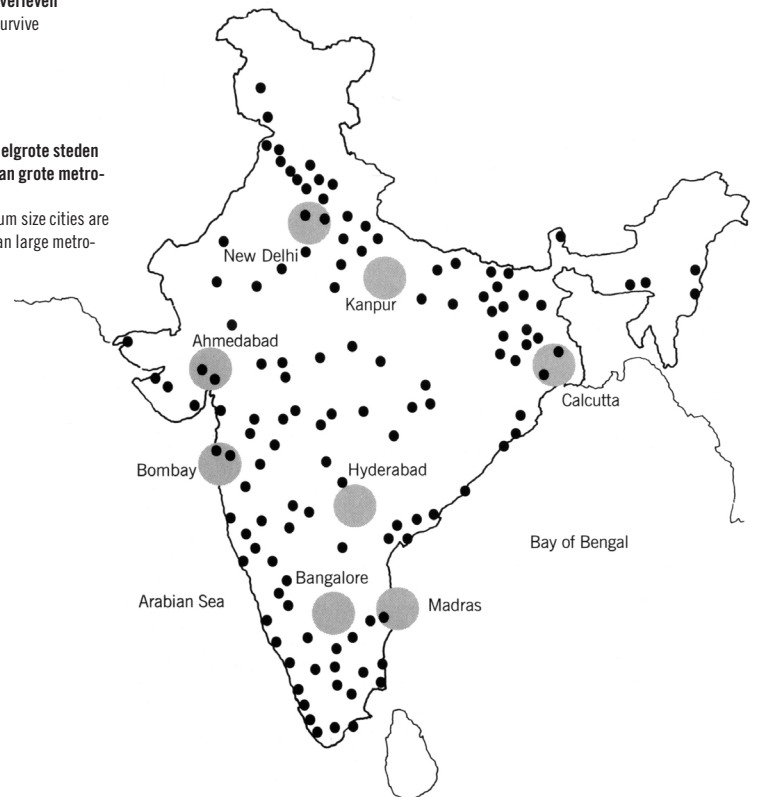 verleven
urvive
elgrote steden
an grote metro-
um size cities are
an large metro-
New Delhi
Kanpur
Ahmedabad
Calcutta
Bombay
Hyderabad
Bay of Bengal
Bangalore
Arabian Sea
Madras